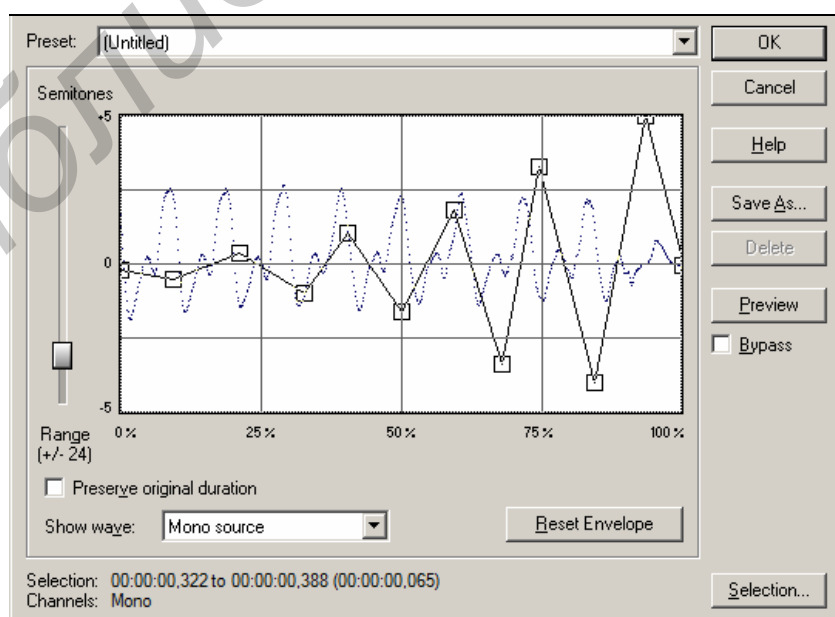 Preset: (Untitled)
OK
Cancel
Help
Save As...
Delete
Preview
Bypass
Semitones
+5
0
-5
Range
(+/- 24)
0 %
25 %
50 %
75 %
100 %
Preserve original duration
Show wave: Mono source
Reset Envelope
Selection: 00:00:00,322 to 00:00:00,388 (00:00:00,065)
Channels: Mono
Selection...